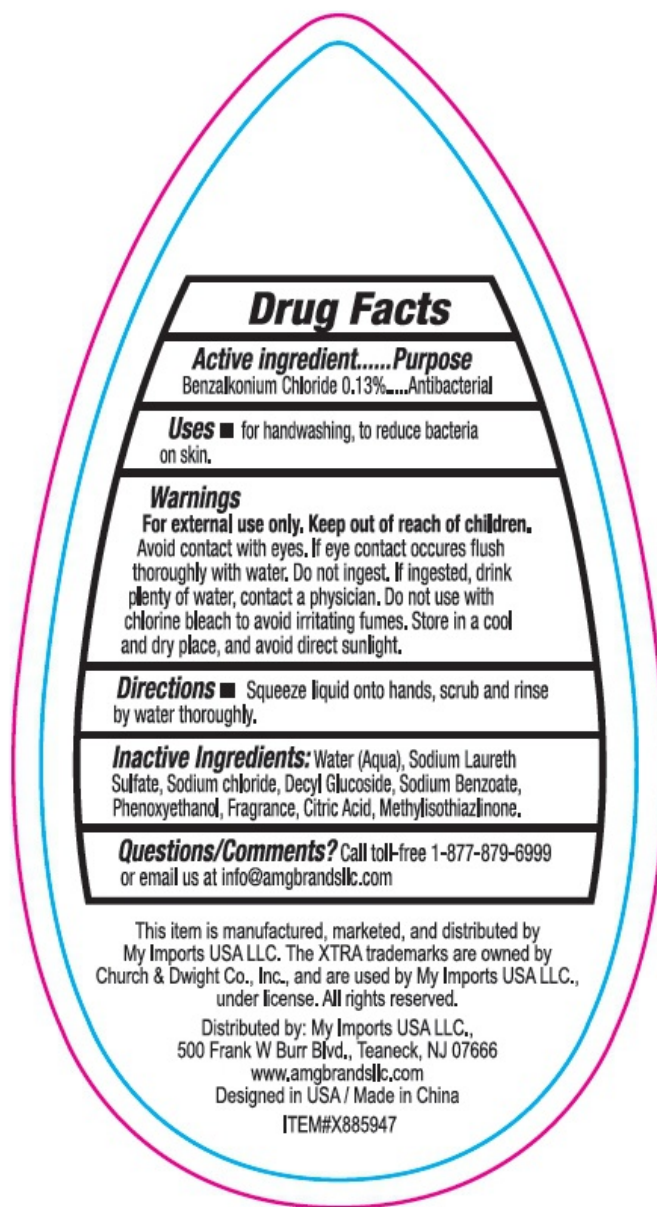 Drug Facts
Active ingredient......Purpose
Benzalkonium Chloride 0.13%.....Antibacterial
Uses ■ for handwashing, to reduce bacteria
on skin.
Warnings
For external use only. Keep out of reach of children.
Avoid contact with eyes. If eye contact occures flush
thoroughly with water. Do not ingest. If ingested, drink
plenty of water, contact a physician. Do not use with
chlorine bleach to avoid irritating fumes. Store in a cool
and dry place, and avoid direct sunlight.
Directions ■ Squeeze liquid onto hands, scrub and rinse
by water thoroughly.
Inactive Ingredients: Water (Aqua), Sodium Laureth
Sulfate, Sodium chloride, Decyl Glucoside, Sodium Benzoate,
Phenoxyethanol, Fragrance, Citric Acid, Methylisothiazlinone.
Questions/Comments? Call toll-free 1-877-879-6999
or email us at info@amgbrandsllc.com
This item is manufactured, marketed, and distributed by
My Imports USA LLC. The XTRA trademarks are owned by
Church & Dwight Co., Inc., and are used by My Imports USA LLC.,
under license. All rights reserved.
Distributed by: My Imports USA LLC.,
500 Frank W Burr Blvd., Teaneck, NJ 07666
www.amgbrandsllc.com
Designed in USA / Made in China
ITEM#X885947